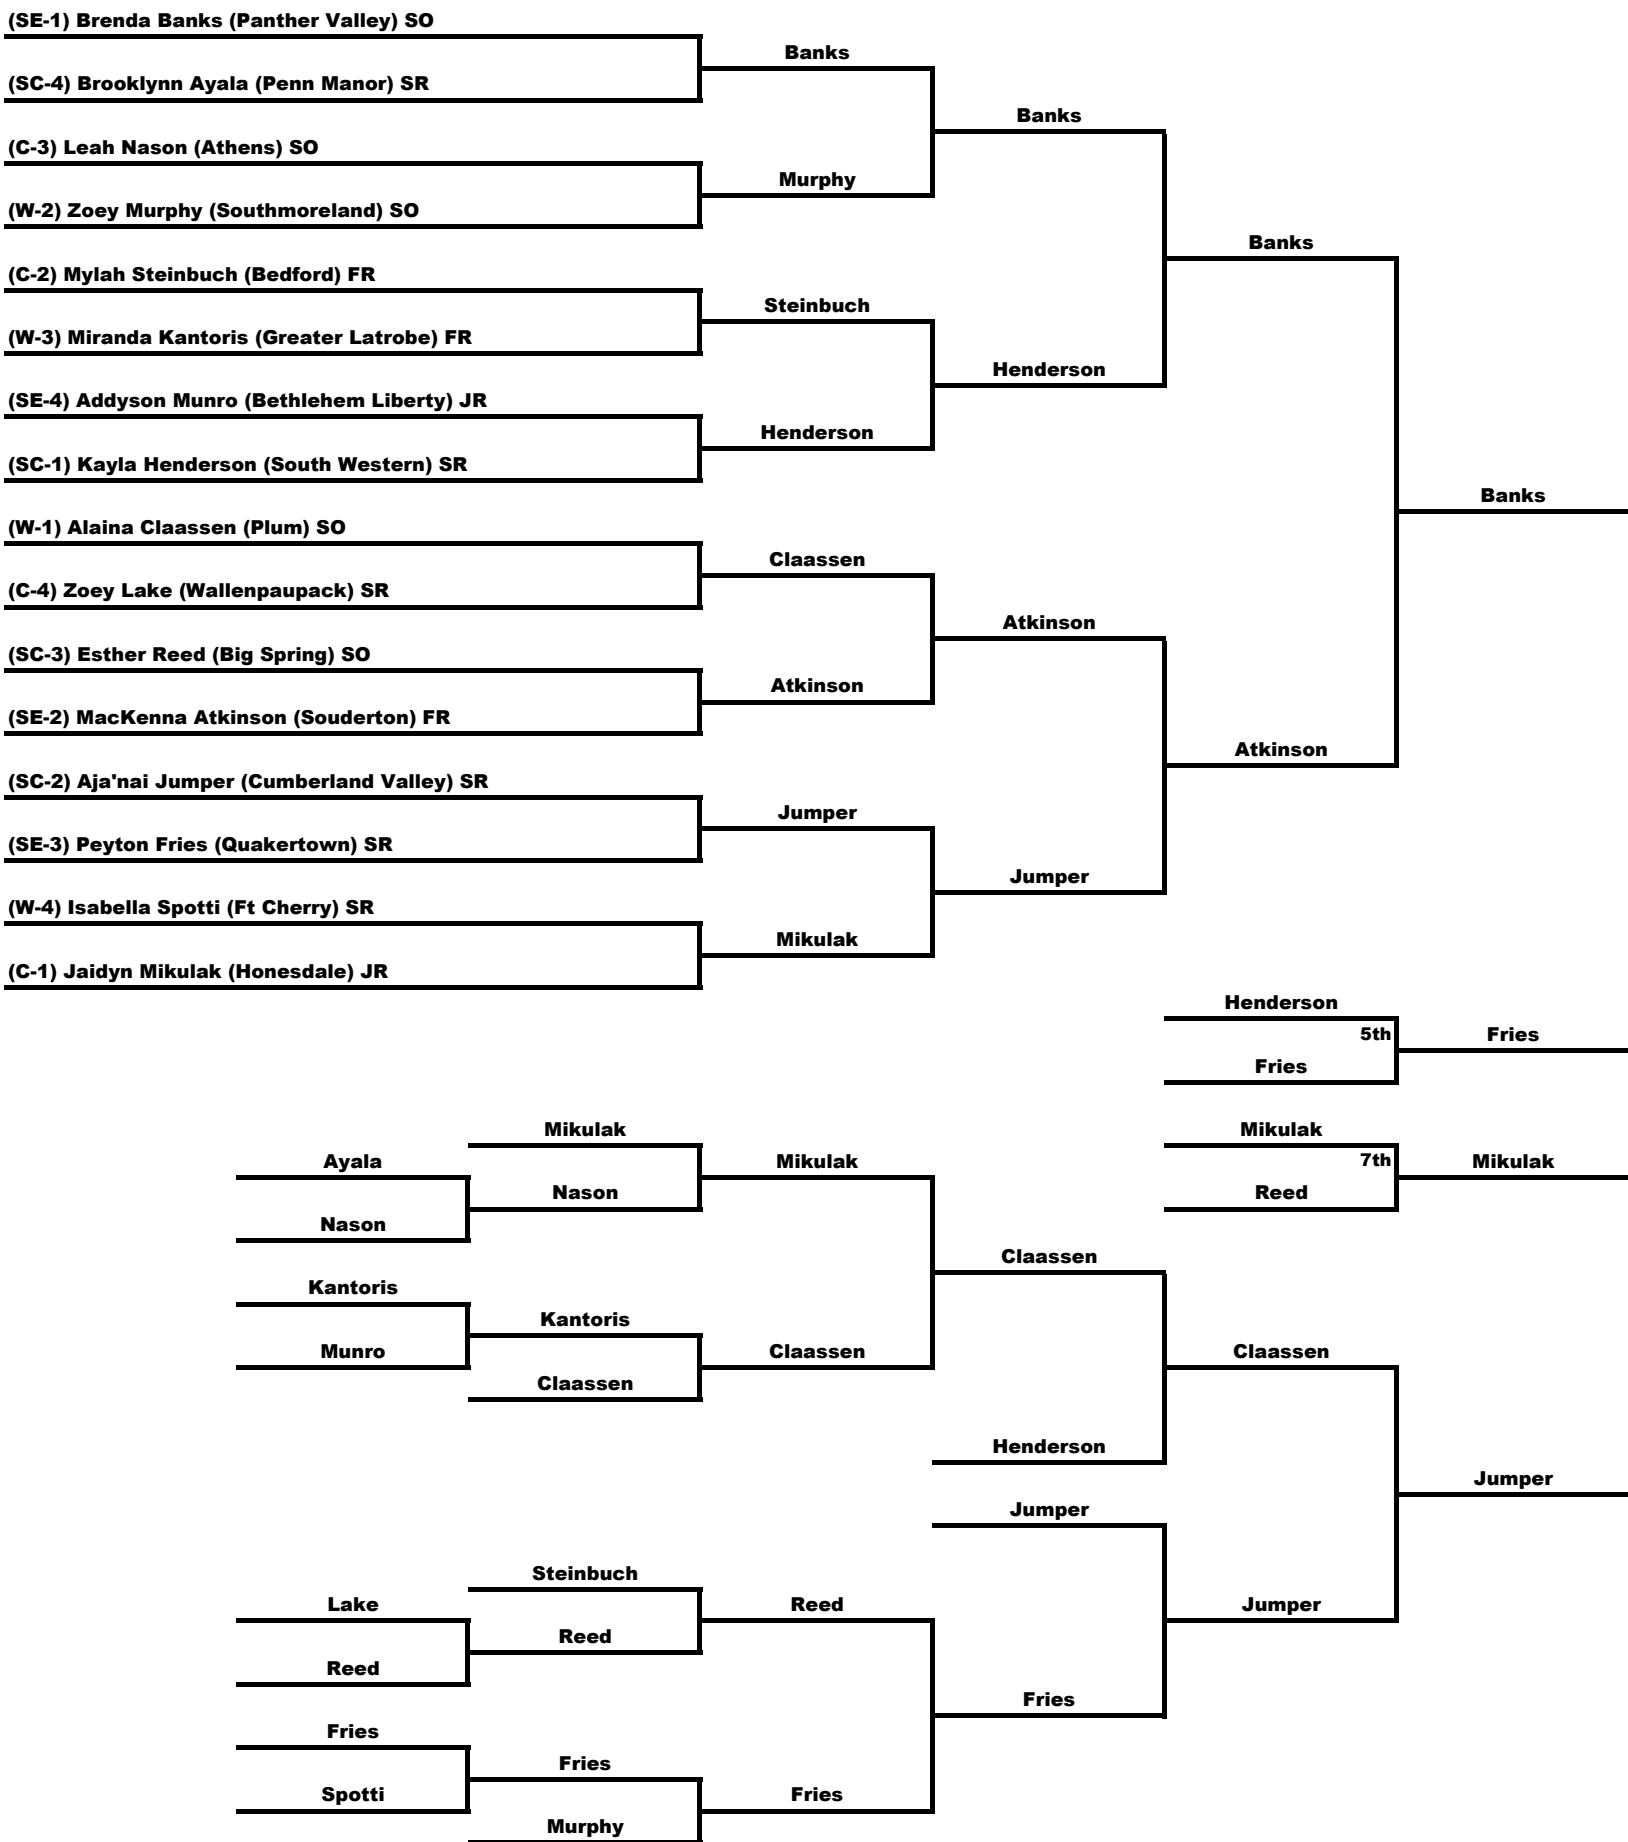 (SE-1) Brenda Banks (Panther Valley) SO
Banks
(SC-4) Brooklynn Ayala (Penn Manor) SR
Banks
(C-3) Leah Nason (Athens) SO
Murphy
(W-2) Zoey Murphy (Southmoreland) SO
Banks
(C-2) Mylah Steinbuch (Bedford) FR
Steinbuch
(W-3) Miranda Kantoris (Greater Latrobe) FR
Henderson
(SE-4) Addyson Munro (Bethlehem Liberty) JR
Henderson
(SC-1) Kayla Henderson (South Western) SR
Banks
(W-1) Alaina Claassen (Plum) SO
Claassen
(C-4) Zoey Lake (Wallenpaupack) SR
Atkinson
(SC-3) Esther Reed (Big Spring) SO
Atkinson
(SE-2) MacKenna Atkinson (Souderton) FR
Atkinson
(SC-2) Aja'nai Jumper (Cumberland Valley) SR
Jumper
(SE-3) Peyton Fries (Quakertown) SR
Jumper
(W-4) Isabella Spotti (Ft Cherry) SR
Mikulak
(C-1) Jaidyn Mikulak (Honesdale) JR
Henderson
5th
Fries
Fries
Mikulak
Mikulak
Ayala
Mikulak
7th
Mikulak
Nason
Reed
Nason
Claassen
Kantoris
Kantoris
Munro
Claassen
Claassen
Claassen
Henderson
Jumper
Jumper
Steinbuch
Lake
Reed
Jumper
Reed
Reed
Fries
Fries
Fries
Spotti
Fries
Murphy